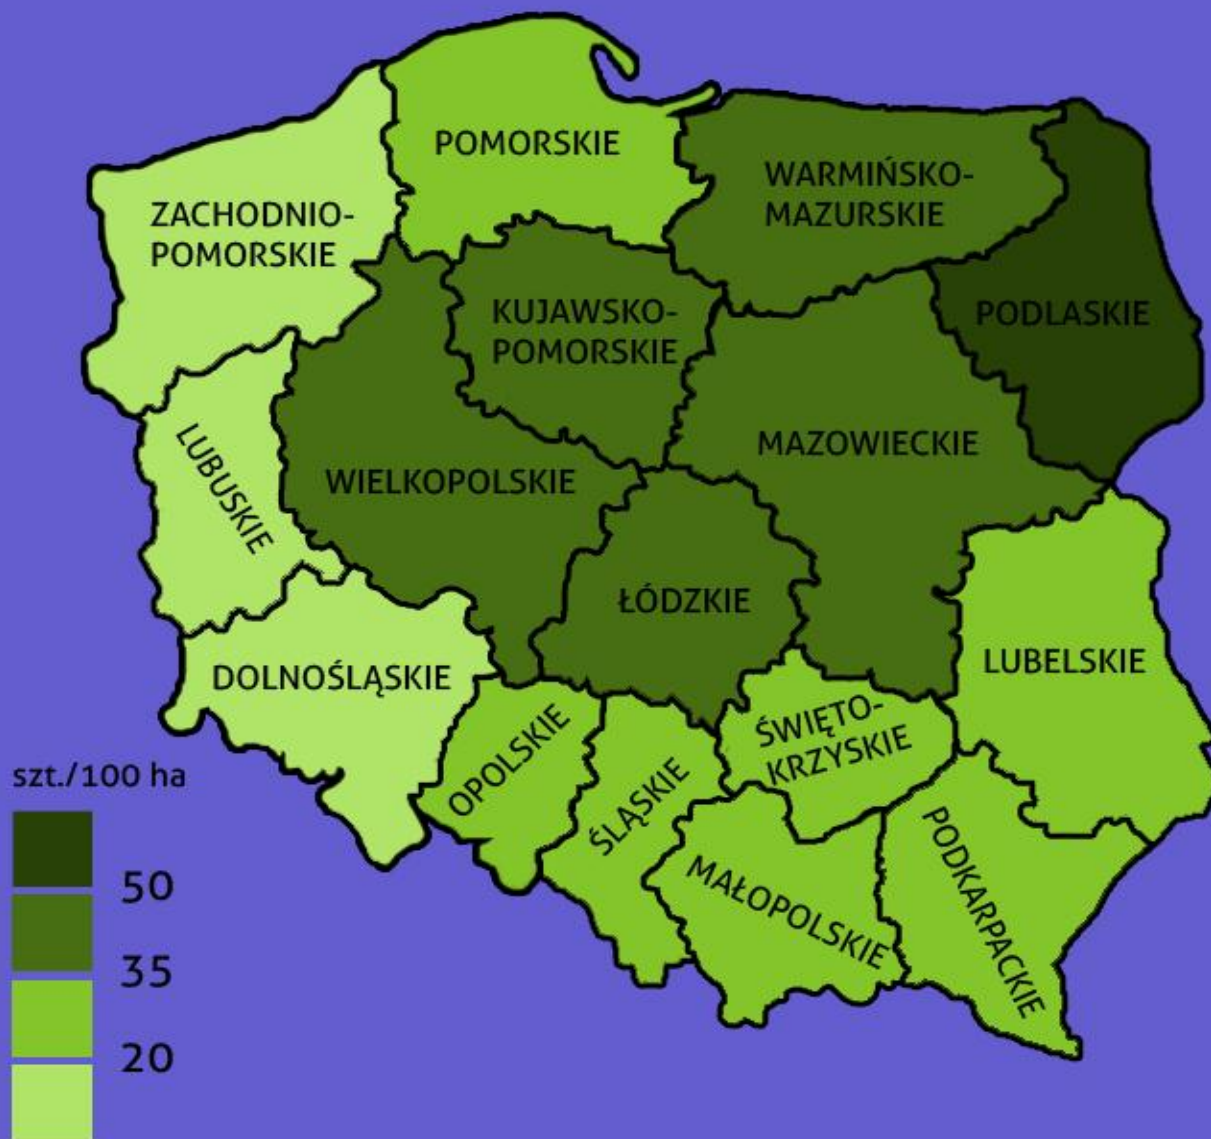 POMORSKIE
WARMIŃSKO-
MAZURSKIE
ZACHODNIO-
POMORSKIE
KUJAWSKO-
POMORSKIE
PODLASKIE
LUBUSKIE
WIELKOPOLSKIE
MAZOWIECKIE
ŁÓDZKIE
DOLNOŚLĄSKIE
LUBELSKIE
OPOLSKIE
ŚLĄSKIE
ŚWIĘTO-
KRZYSKIE
MAŁOPOLSKIE
PODKARPACKIE
szt./100 ha
50
35
20